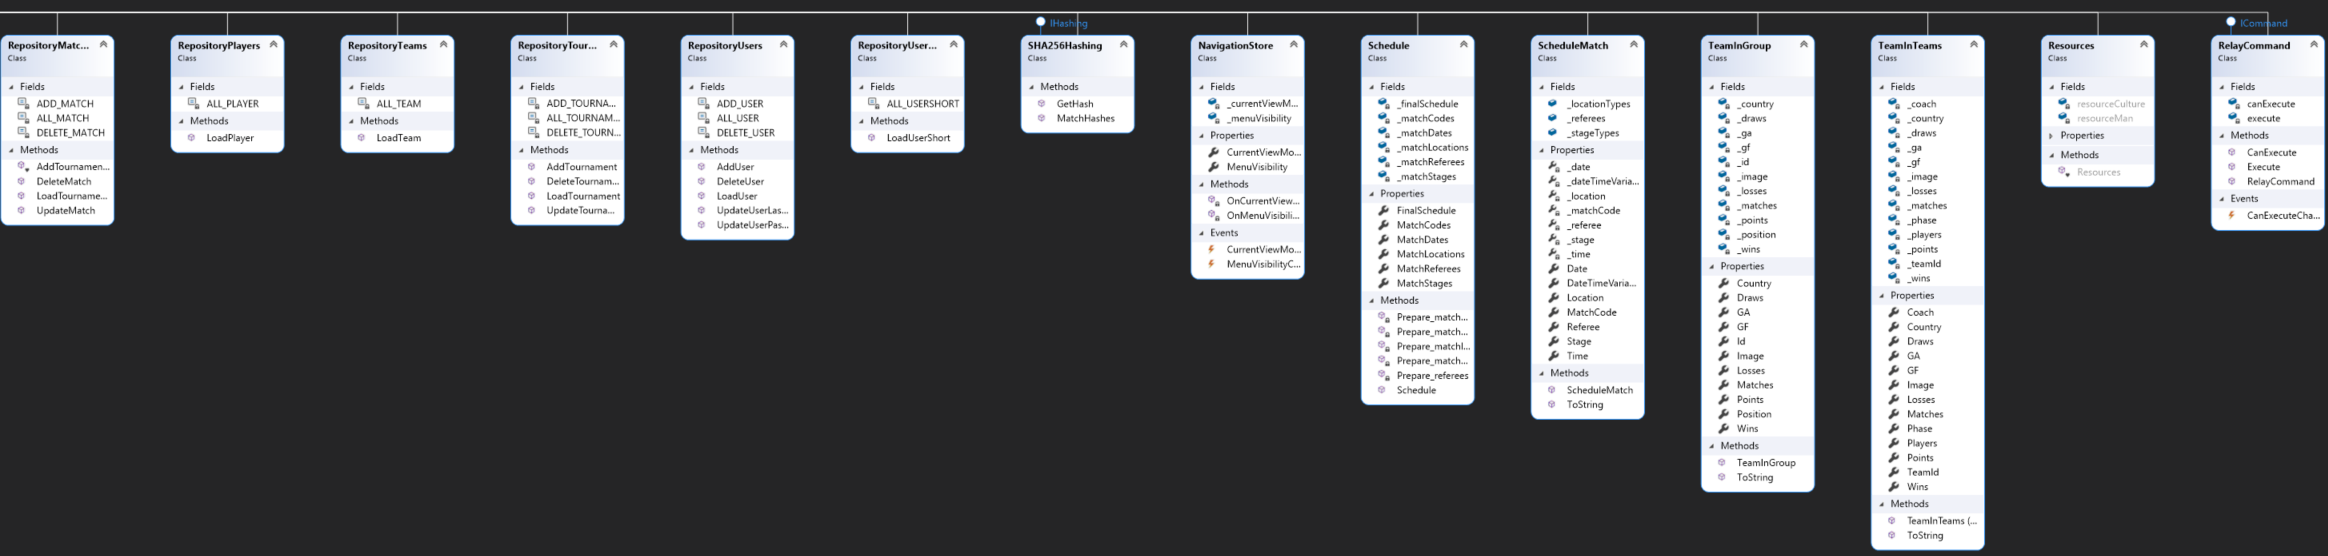 IHashing
ICommand
RepositoryMatc...
Class
Fields
ADD_MATCH
ALL_MATCH
DELETE_MATCH
Methods
AddTournamen...
DeleteMatch
LoadTourname...
UpdateMatch
RepositoryPlayers
Class
Fields
ALL_PLAYER
Methods
LoadPlayer
RepositoryTeams
Class
Fields
ALL_TEAM
Methods
LoadTeam
RepositoryTour...
Class
Fields
ADD_TOURNA...
ALL_TOURNAM...
DELETE_TOURN...
Methods
AddTournament
DeleteTournam...
LoadTournament
UpdateTourna...
RepositoryUsers
Class
Fields
ADD_USER
ALL_USER
DELETE_USER
Methods
AddUser
DeleteUser
LoadUser
UpdateUserLas...
UpdateUserPas...
RepositoryUser...
Class
Fields
ALL_USERSHORT
Methods
LoadUserShort
SHA256Hashing
Class
Methods
GetHash
MatchHashes
NavigationStore
Class
Fields
_currentViewM...
_menuVisibility
Properties
CurrentViewMo...
MenuVisibility
Methods
OnCurrentView...
OnMenuVisibili...
Events
CurrentViewMo...
MenuVisibilityC...
Schedule
Class
Fields
_finalSchedule
_matchCodes
_matchDates
_matchLocations
_matchReferees
_matchStages
Properties
FinalSchedule
MatchCodes
MatchDates
MatchLocations
MatchReferees
MatchStages
Methods
Prepare_match...
Prepare_match...
Prepare_matchl...
Prepare_match...
Prepare_referees
Schedule
ScheduleMatch
Class
Fields
_locationTypes
_referees
_stageTypes
Properties
_date
_dateTimeVaria...
_location
_matchCode
_referee
_stage
_time
Date
DateTimeVaria...
Location
MatchCode
Referee
Stage
Time
Methods
ScheduleMatch
ToString
TeamInGroup
Class
Fields
_country
_draws
_ga
_gf
_id
_image
_losses
_matches
_points
_position
_wins
Properties
Country
Draws
GA
GF
Id
Image
Losses
Matches
Points
Position
Wins
Methods
TeamInGroup
ToString
TeamInTeams
Class
Fields
_coach
_country
_draws
_ga
_gf
_image
_losses
_matches
_phase
_players
_points
_teamId
_wins
Properties
Coach
Country
Draws
GA
GF
Image
Losses
Matches
Phase
Players
Points
TeamId
Wins
Methods
TeamInTeams (...
ToString
Resources
Class
Fields
resourceCulture
resourceMan
Properties
Methods
Resources
RelayCommand
Class
Fields
canExecute
execute
Methods
CanExecute
Execute
RelayCommand
Events
CanExecuteCha...